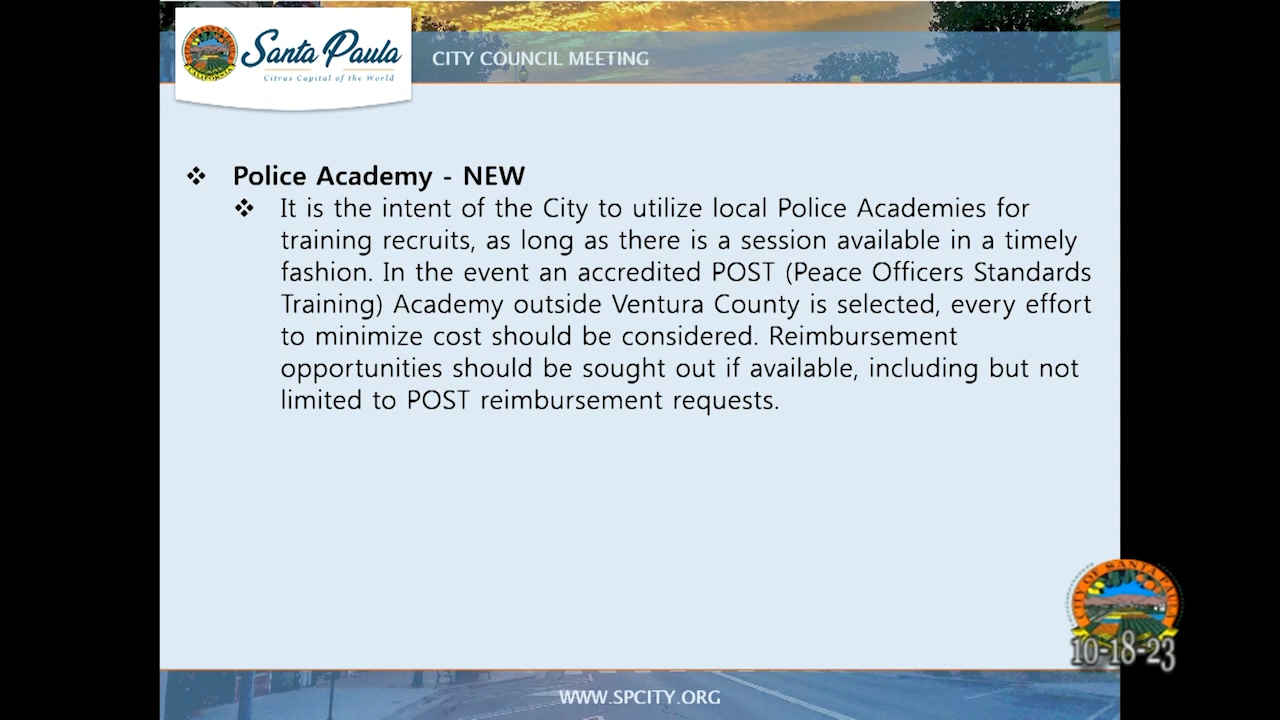 Santa Paula
Citrus Capital of the World
CITY COUNCIL MEETING
❖ Police Academy - NEW
❖ It is the intent of the City to utilize local Police Academies for
training recruits, as long as there is a session available in a timely
fashion. In the event an accredited POST (Peace Officers Standards
Training) Academy outside Ventura County is selected, every effort
to minimize cost should be considered. Reimbursement
opportunities should be sought out if available, including but not
limited to POST reimbursement requests.
CITY OF SANTA PAULA
10-18-23
WWW.SPCITY.ORG